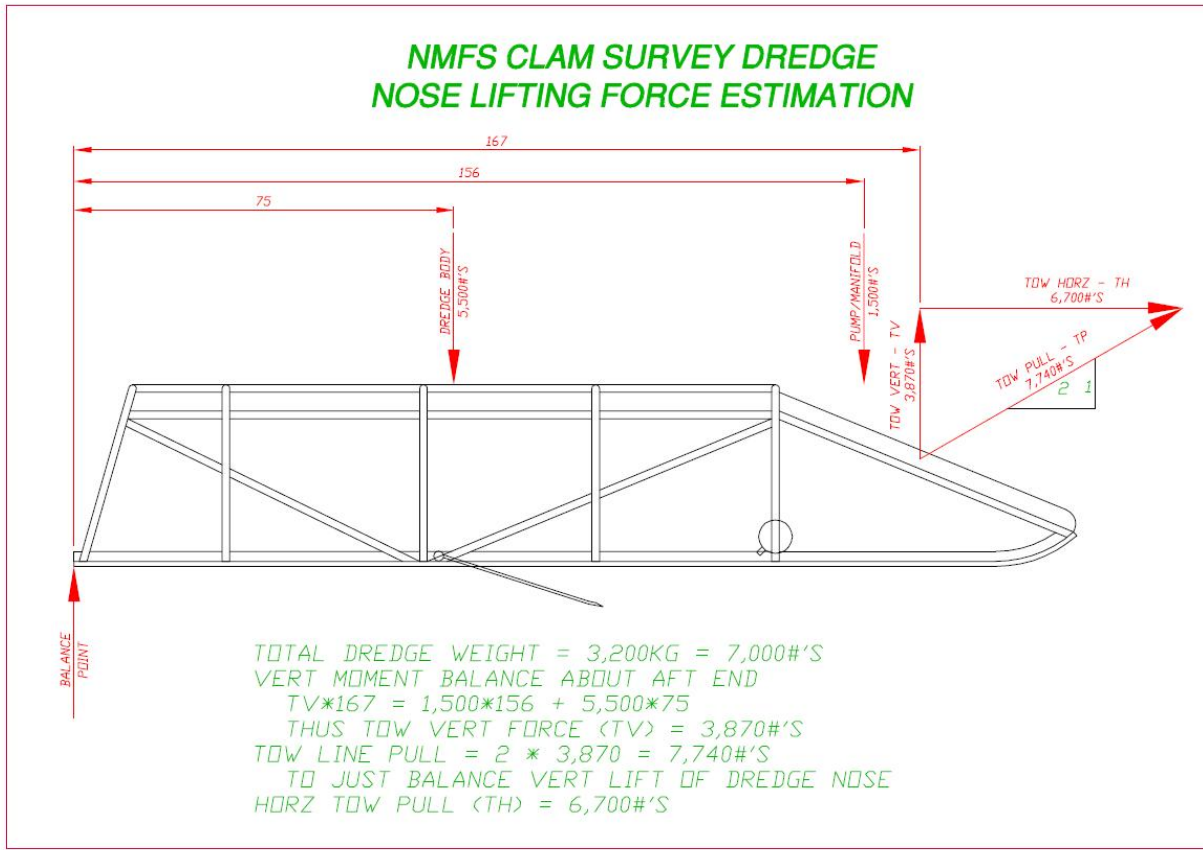 NMFS CLAM SURVEY DREDGE
NOSE LIFTING FORCE ESTIMATION
167
156
75
DREDGE BODY
5,500#'S
PUMP/MANIFOLD
1,500#'S
TOW HORZ - TH
6,700#'S
TOW VERT - TV
3,870#'S
TOW PULL - TP
7,740#'S
2 1
BALANCE
POINT
TOTAL DREDGE WEIGHT = 3,200KG = 7,000#'S
VERT MOMENT BALANCE ABOUT AFT END
TV*167 = 1,500*156 + 5,500*75
THUS TOW VERT FORCE (TV) = 3,870#'S
TOW LINE PULL = 2 * 3,870 = 7,740#'S
TO JUST BALANCE VERT LIFT OF DREDGE NOSE
HORZ TOW PULL (TH) = 6,700#'S